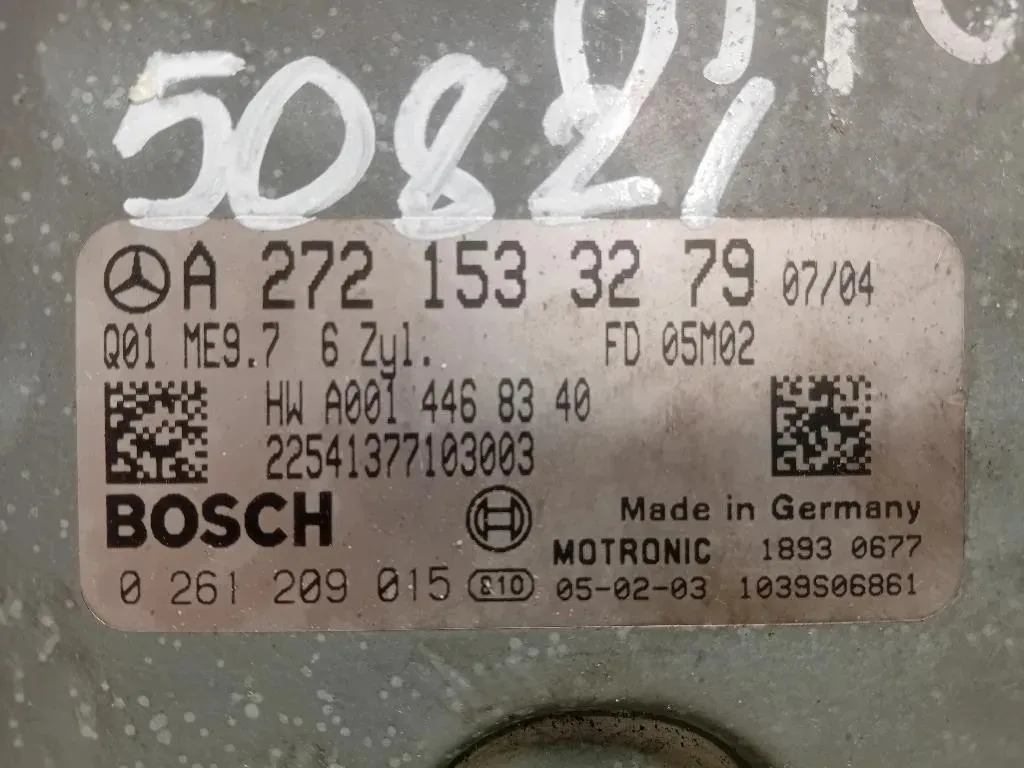 50821
A 272 153 32 79 07/04
Q01 ME9.7 6 Zyl. FD 05M02
HW A001 446 83 40
22541377103003
BOSCH
Made in Germany
MOTRONIC 1893 0677
0 261 209 015 810 05-02-03 1039S06861